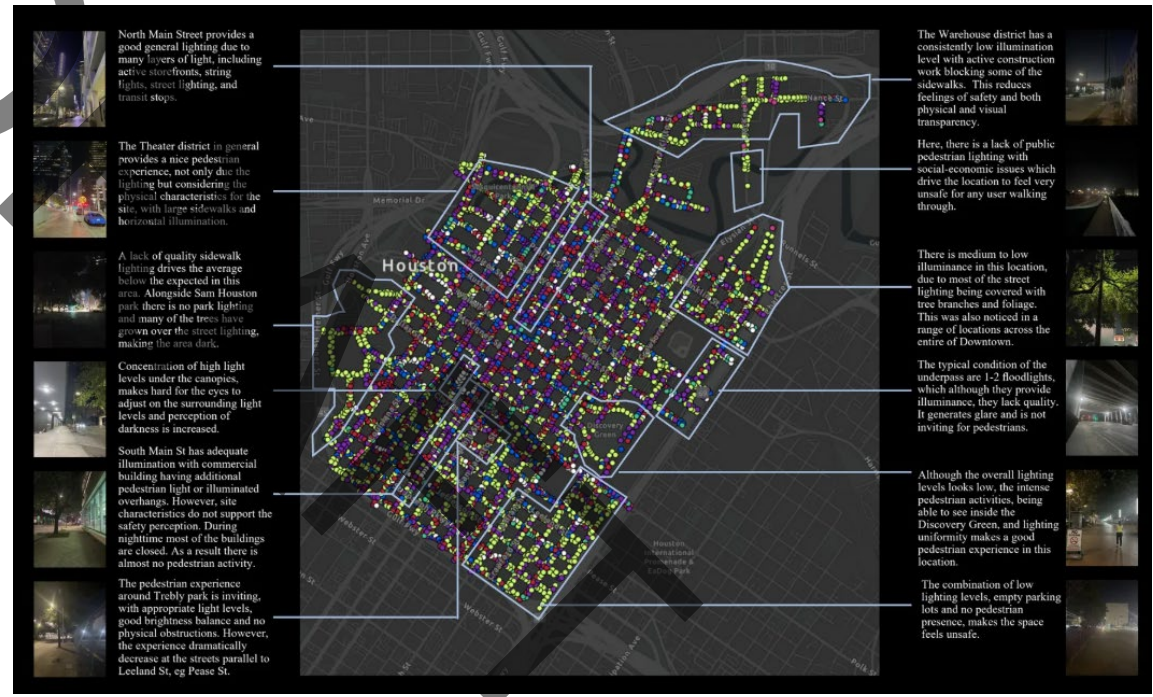 North Main Street provides a
good general lighting due to
many layers of light, including
active storefronts, string
lights, street lighting, and
transit stops.
The Theater district in general
provides a nice pedestrian
experience, not only due the
lighting but considering the
physical characteristics for the
site, with large sidewalks and
horizontal illumination.
A lack of quality sidewalk
lighting drives the average
below the expected in this
area. Alongside Sam Houston
park there is no park lighting
and many of the trees have
grown over the street lighting,
making the area dark.
Concentration of high light
levels under the canopies,
makes hard for the eyes to
adjust on the surrounding light
levels and perception of
darkness is increased.
South Main St has adequate
illumination with commercial
building having additional
pedestrian light or illuminated
overhangs. However, site
characteristics do not support the
safety perception. During
nighttime most of the buildings
are closed. As a result there is
almost no pedestrian activity.
The pedestrian experience
around Trebly park is inviting,
with appropriate light levels,
good brightness balance and no
physical obstructions. However,
the experience dramatically
decrease at the streets parallel to
Leeland St, eg Pease St.
Memorial Dr
Houston
Discovery
Green
Webster St
Webster St
Houston
International
Promenade &
Polk St
Nance St
The Warehouse district has a
consistently low illumination
level with active construction
work blocking some of the
sidewalks. This reduces
feelings of safety and both
physical and visual
transparency.
Here, there is a lack of public
pedestrian lighting with
social-economic issues which
drive the location to feel very
unsafe for any user walking
through.
There is medium to low
illuminance in this location,
due to most of the street
lighting being covered with
tree branches and foliage.
This was also noticed in a
range of locations across the
entire of Downtown.
The typical condition of the
underpass are 1-2 floodlights,
which although they provide
illuminance, they lack quality.
It generates glare and is not
inviting for pedestrians.
Although the overall lighting
levels looks low, the intense
pedestrian activities, being
able to see inside the
Discovery Green, and lighting
uniformity makes a good
pedestrian experience in this
location.
The combination of low
lighting levels, empty parking
lots and no pedestrian
presence, makes the space
feels unsafe.